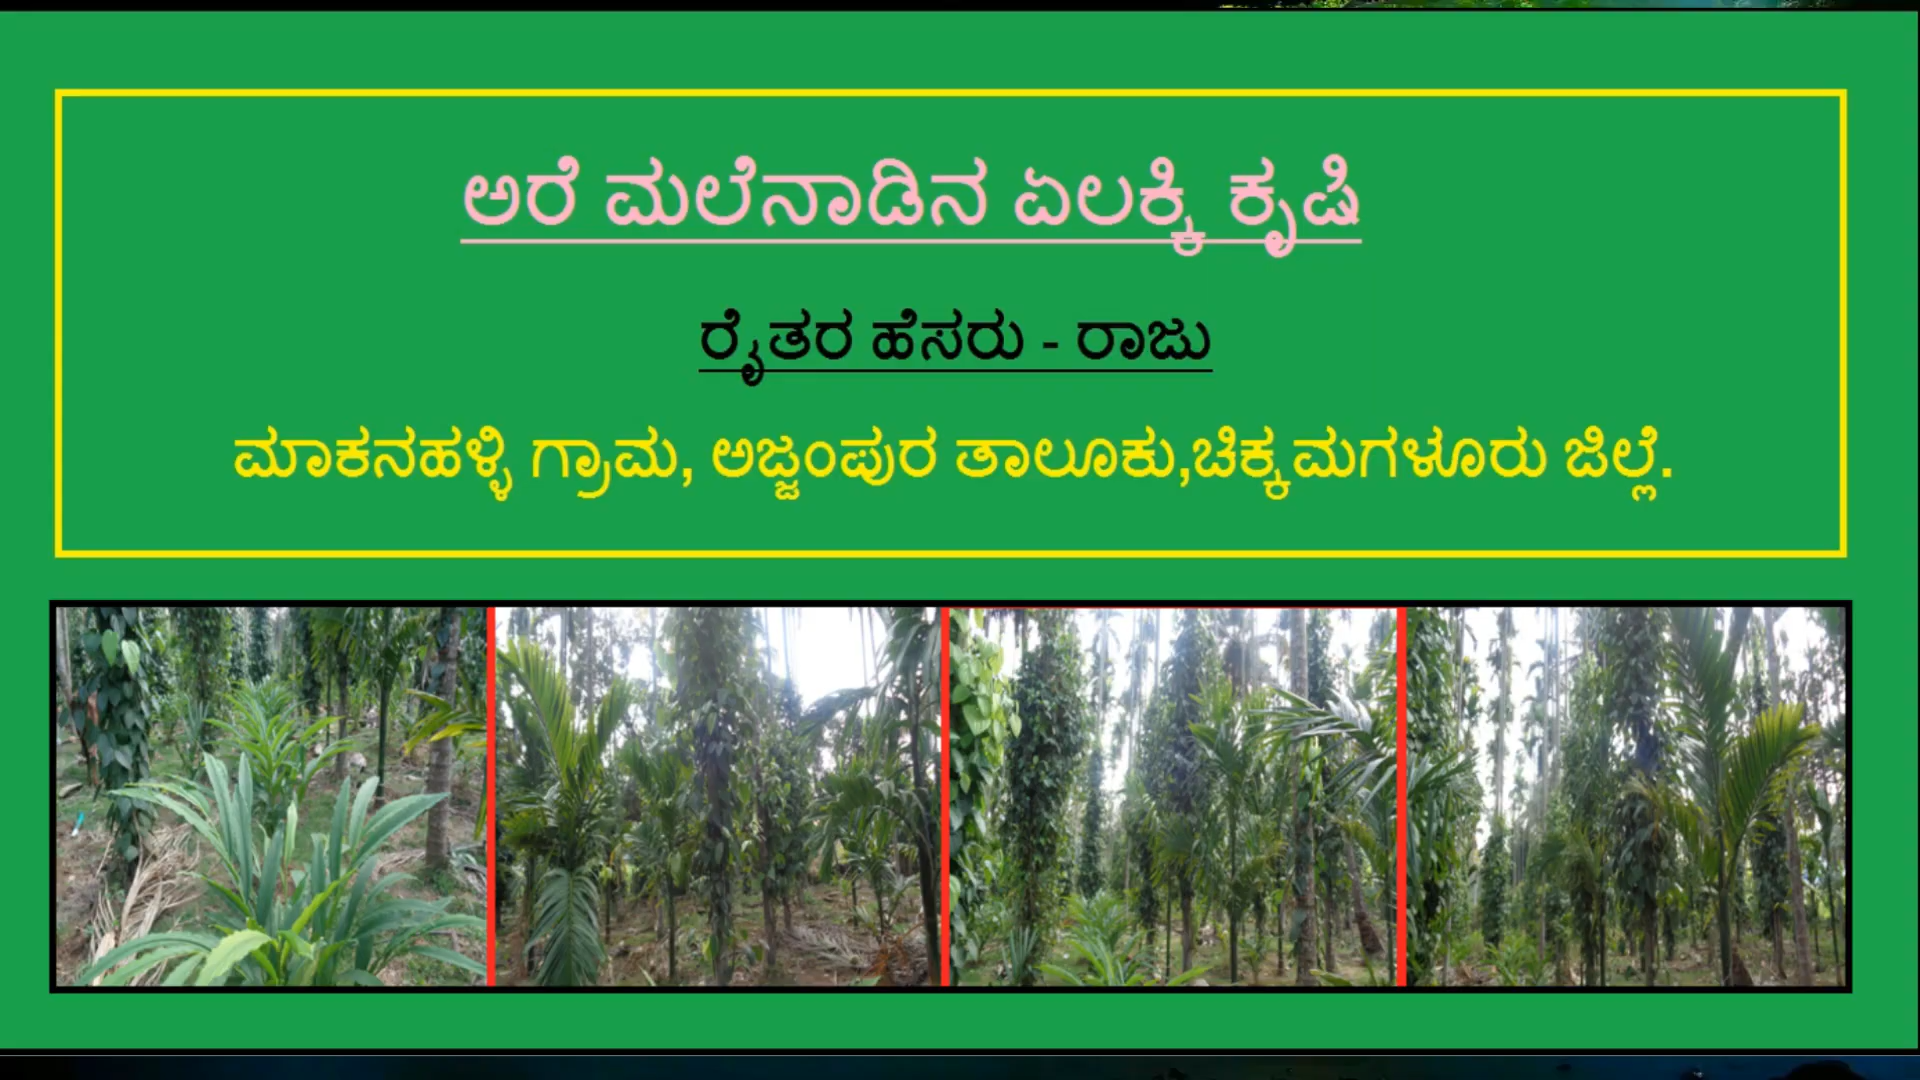 ಅರೆ ಮಲೆನಾಡಿನ ಏಲಕ್ಕಿ ಕೃಷಿ
ರೈತರ ಹೆಸರು - ರಾಜು
ಮಾಕನಹಳ್ಳಿ ಗ್ರಾಮ, ಅಜ್ಜಂಪುರ ತಾಲೂಕು,ಚಿಕ್ಕಮಗಳೂರು ಜಿಲ್ಲೆ.